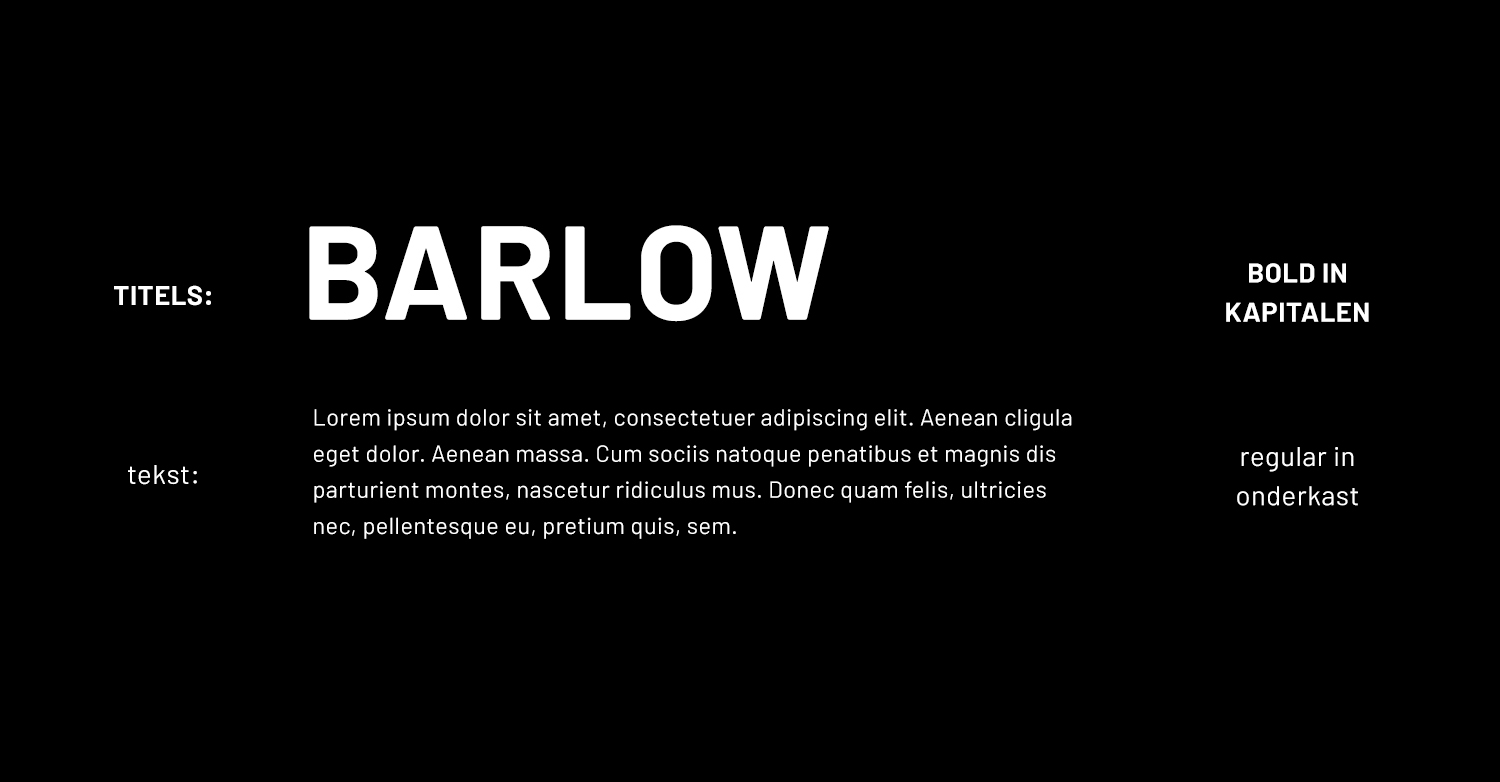 TITELS:
BARLOW
BOLD IN
KAPITALEN
tekst:
Lorem ipsum dolor sit amet, consectetuer adipiscing elit. Aenean cligula
eget dolor. Aenean massa. Cum sociis natoque penatibus et magnis dis
parturient montes, nascetur ridiculus mus. Donec quam felis, ultricies
nec, pellentesque eu, pretium quis, sem.
regular in
onderkast